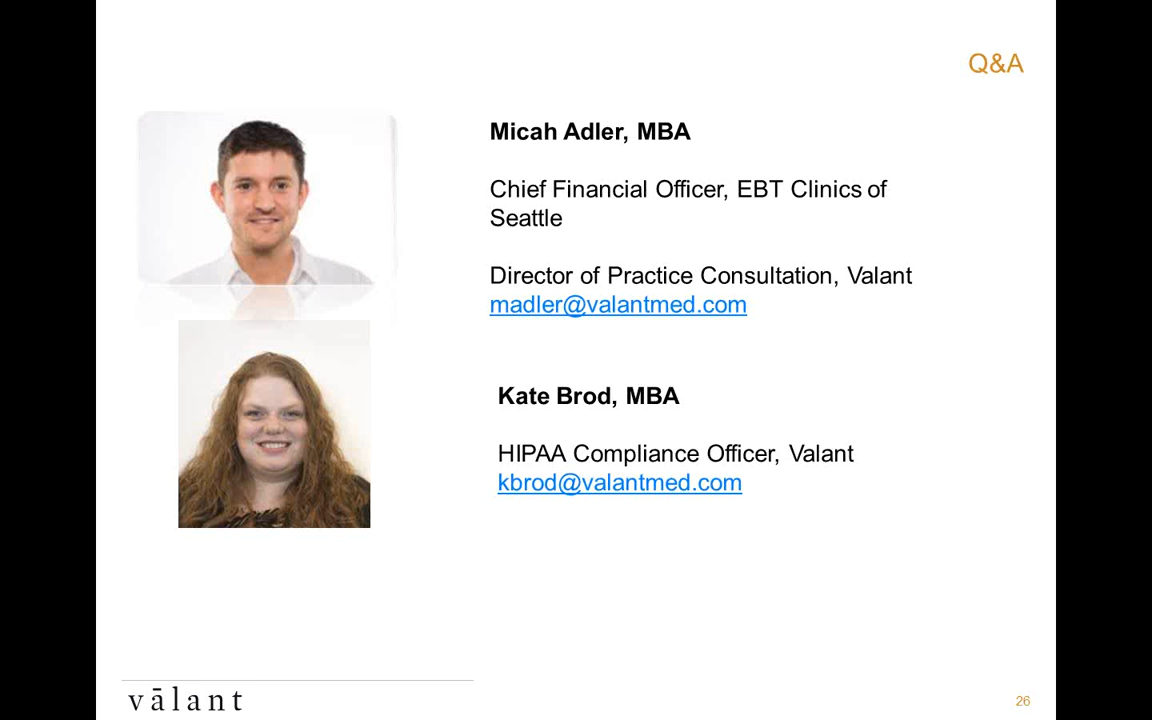 Q&A
Micah Adler, MBA
Chief Financial Officer, EBT Clinics of
Seattle
Director of Practice Consultation, Valant
madler@valantmed.com
Kate Brod, MBA
HIPAA Compliance Officer, Valant
kbrod@valantmed.com
vālant
26